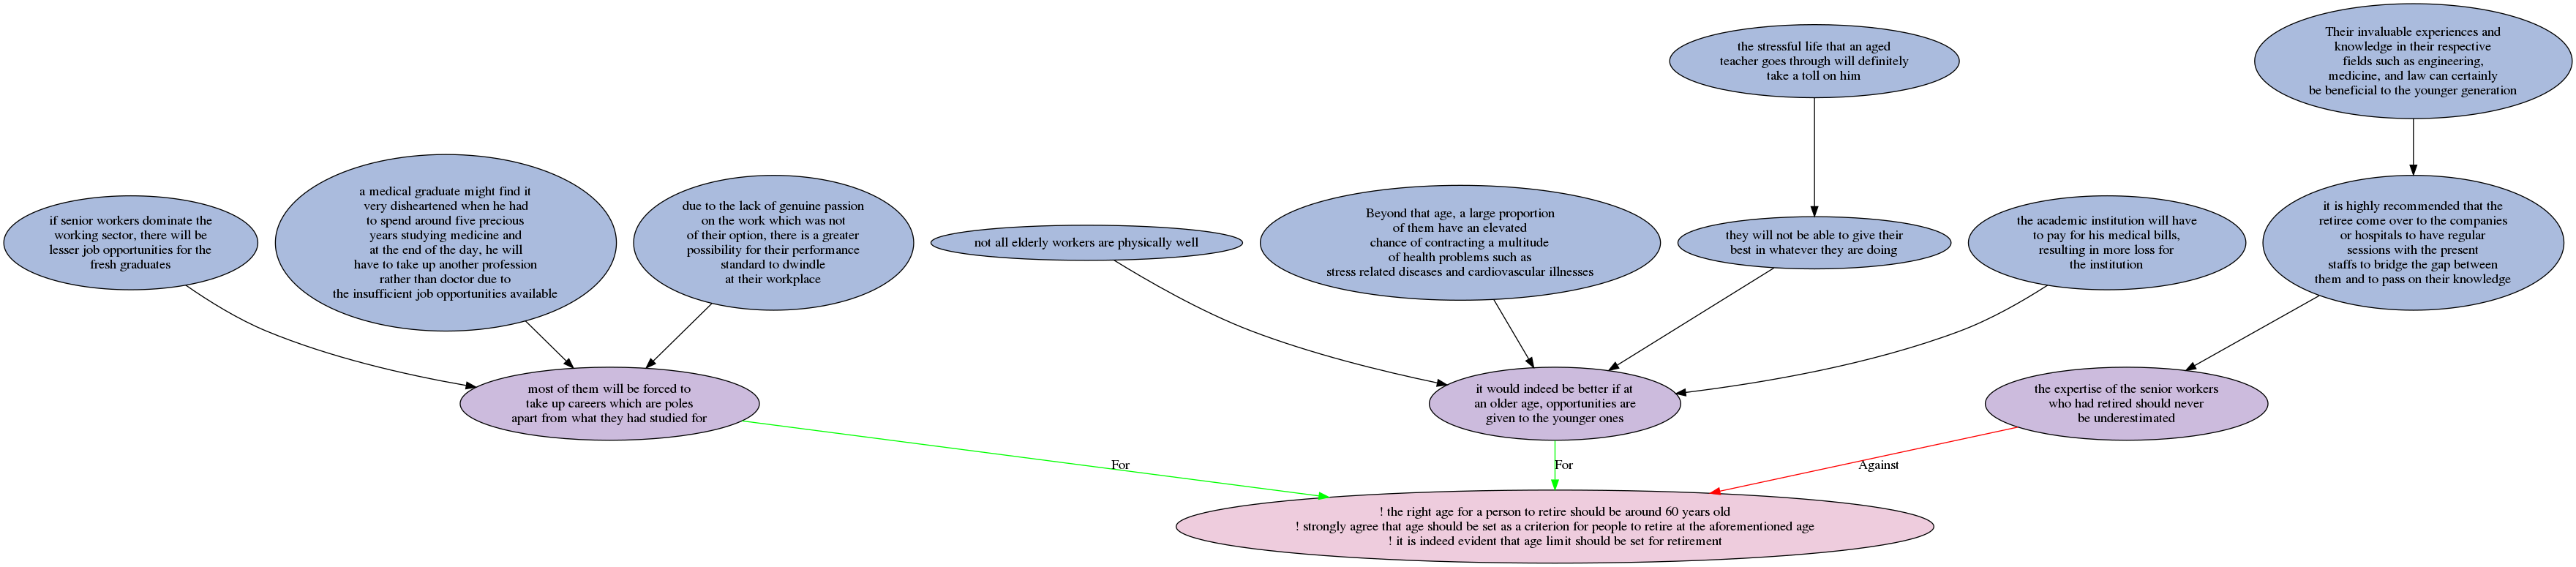 the stressful life that an aged
teacher goes through will definitely
take a toll on him
Their invaluable experiences and
knowledge in their respective
fields such as engineering,
medicine, and law can certainly
be beneficial to the younger generation
if senior workers dominate the
working sector, there will be
lesser job opportunities for the
fresh graduates
a medical graduate might find it
very disheartened when he had
to spend around five precious
years studying medicine and
at the end of the day, he will
have to take up another profession
rather than doctor due to
the insufficient job opportunities available
due to the lack of genuine passion
on the work which was not
of their option, there is a greater
possibility for their performance
standard to dwindle
at their workplace
not all elderly workers are physically well
Beyond that age, a large proportion
of them have an elevated
chance of contracting a multitude
of health problems such as
stress related diseases and cardiovascular illnesses
they will not be able to give their
best in whatever they are doing
the academic institution will have
to pay for his medical bills,
resulting in more loss for
the institution
it is highly recommended that the
retiree come over to the companies
or hospitals to have regular
sessions with the present
staffs to bridge the gap between
them and to pass on their knowledge
most of them will be forced to
take up careers which are poles
apart from what they had studied for
it would indeed be better if at
an older age, opportunities are
given to the younger ones
the expertise of the senior workers
who had retired should never
be underestimated
For
For
Against
! the right age for a person to retire should be around 60 years old
! strongly agree that age should be set as a criterion for people to retire at the aforementioned age
! it is indeed evident that age limit should be set for retirement